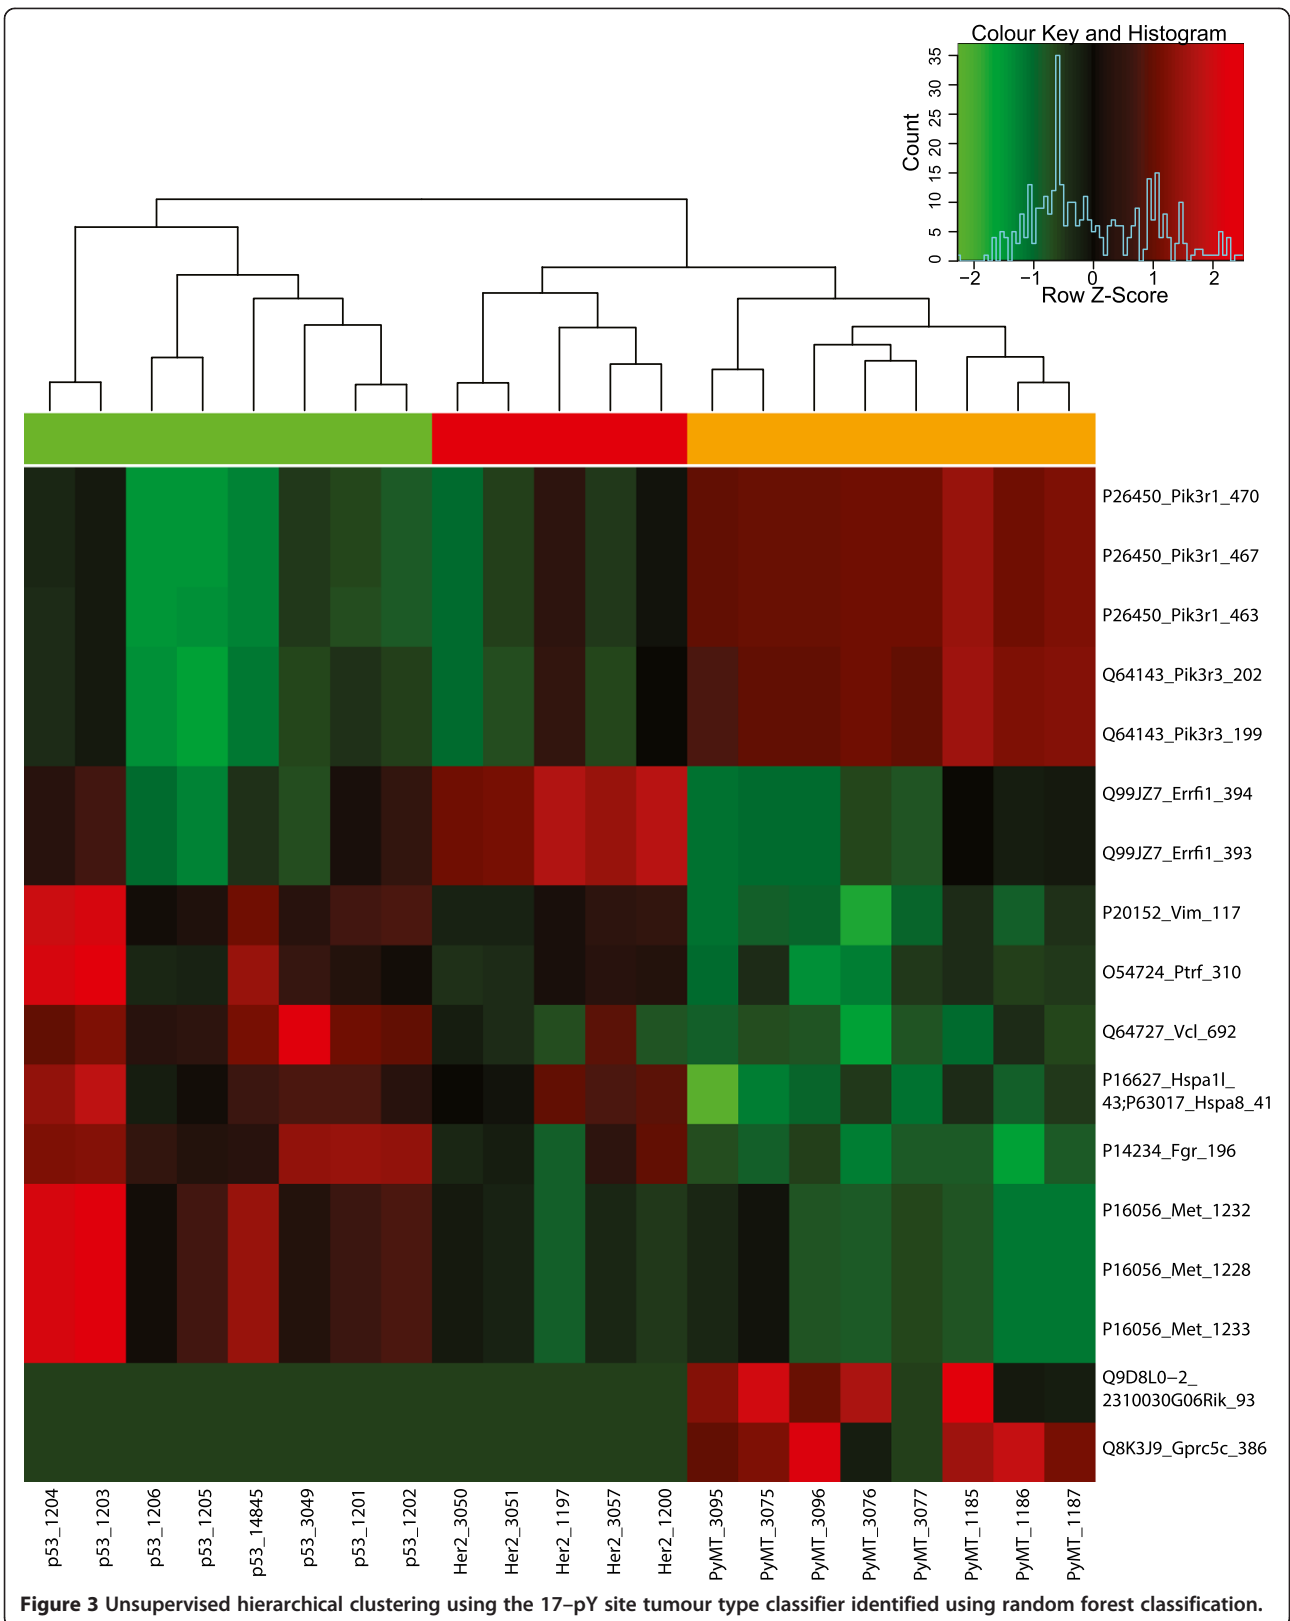 Colour Key and Histogram
Count
0 5 10 15 20 25 30 35
−2 −1 0 1 2
Row Z-Score
P26450_Pik3r1_470
P26450_Pik3r1_467
P26450_Pik3r1_463
Q64143_Pik3r3_202
Q64143_Pik3r3_199
Q99JZ7_Errfi1_394
Q99JZ7_Errfi1_393
P20152_Vim_117
O54724_Ptrf_310
Q64727_Vcl_692
P16627_Hspa1l_
43;P63017_Hspa8_41
P14234_Fgr_196
P16056_Met_1232
P16056_Met_1228
P16056_Met_1233
Q9D8L0−2_
2310030G06Rik_93
Q8K3J9_Gprc5c_386
p53_1204
p53_1203
p53_1206
p53_1205
p53_14845
p53_3049
p53_1201
p53_1202
Her2_3050
Her2_3051
Her2_1197
Her2_3057
Her2_1200
PyMT_3095
PyMT_3075
PyMT_3096
PyMT_3076
PyMT_3077
PyMT_1185
PyMT_1186
PyMT_1187
Figure 3 Unsupervised hierarchical clustering using the 17–pY site tumour type classifier identified using random forest classification.